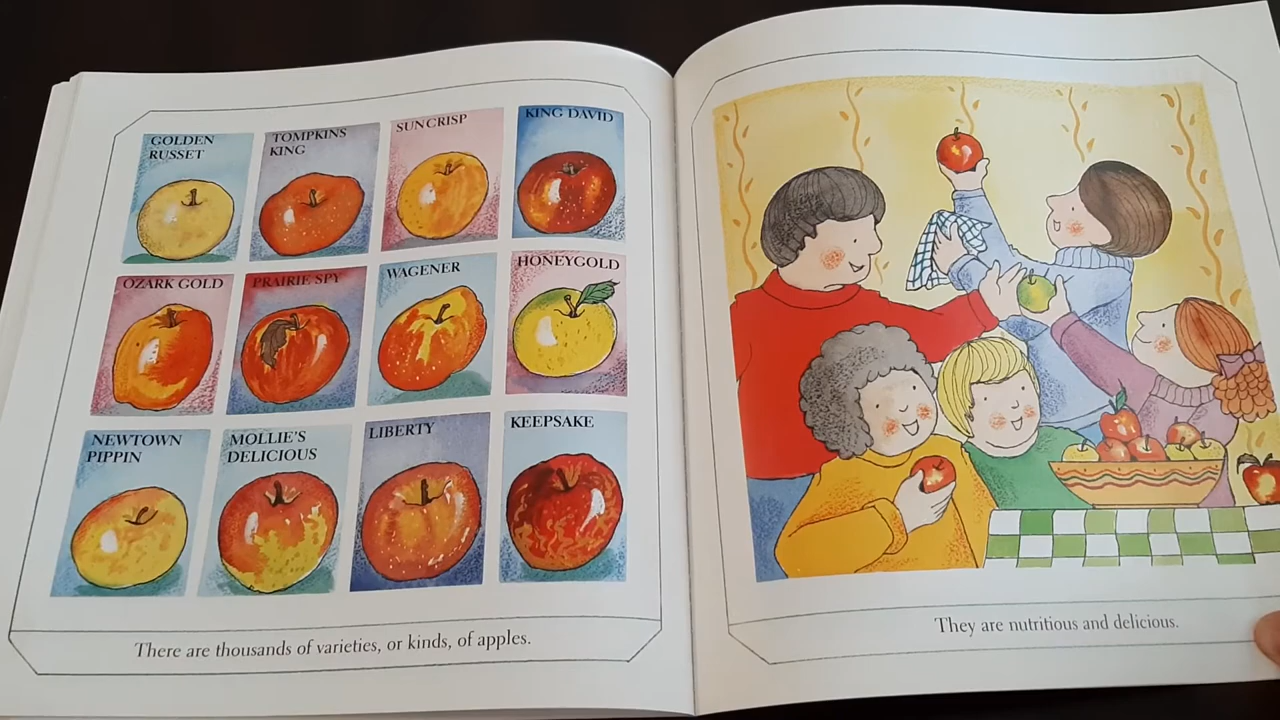 GOLDEN
RUSSET
TOMPKINS
KING
SUNCRISP
KING DAVID
OZARK GOLD
PRAIRIE SPY
WAGENER
HONEYGOLD
NEWTOWN
PIPPIN
MOLLIE'S
DELICIOUS
LIBERTY
KEEPSAKE
There are thousands of varieties, or kinds, of apples.
They are nutritious and delicious.